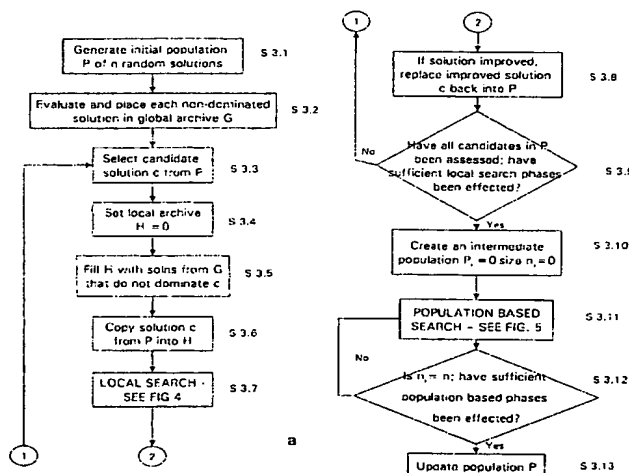 Generate initial population
P of n random solutions
S 3.1
Evaluate and place each non-dominated
solution in global archive G
S 3.2
Select candidate
solution c from P
S 3.3
Set local archive
H = 0
S 3.4
Fill H with solns from G
that do not dominate c
S 3.5
Copy solution c
from P into H
S 3.6
LOCAL SEARCH -
SEE FIG 4
S 3.7
1
2
a
1
2
If solution improved,
replace improved solution
c back into P
S 3.8
No
Have all candidates in P
been assessed; have
sufficient local search phases
been effected?
S 3.9
Yes
Create an intermediate
population P, = 0 size n, = 0
S 3.10
POPULATION BASED
SEARCH - SEE FIG. 5
S 3.11
No
Is n, = n; have sufficient
population based phases
been effected?
S 3.12
Yes
Update population P
S 3.13